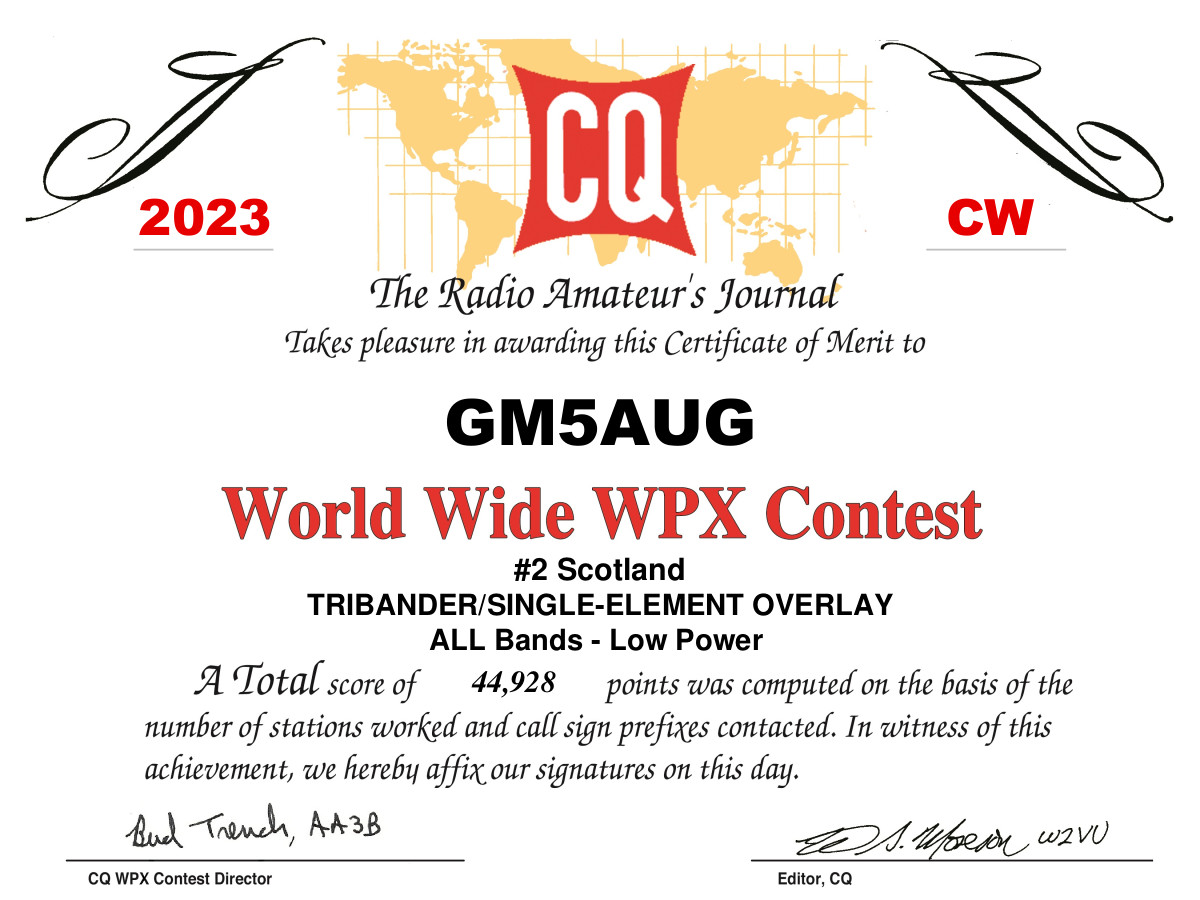 CQ
2023
CW
The Radio Amateur's Journal
Takes pleasure in awarding this Certificate of Merit to
GM5AUG
World Wide WPX Contest
#2 Scotland
TRIBANDER/SINGLE-ELEMENT OVERLAY
ALL Bands - Low Power
A Total score of 44,928 points was computed on the basis of the
number of stations worked and call sign prefixes contacted. In witness of this
achievement, we hereby affix our signatures on this day.
Bud Trench, AA3B
S. Moeson W2VU
CQ WPX Contest Director
Editor, CQ